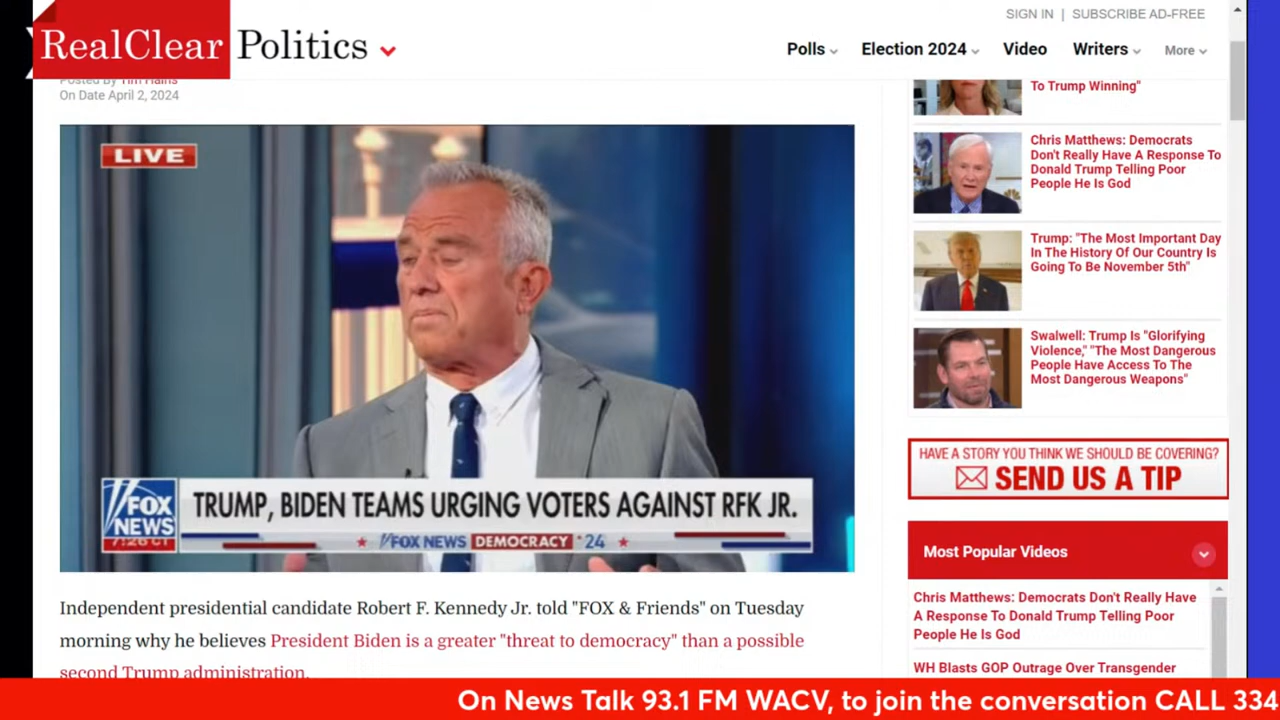 SIGN IN | SUBSCRIBE AD-FREE
RealClear Politics
Polls Election 2024 Video Writers More
Posted By Tim Hains
On Date April 2, 2024
LIVE
TRUMP, BIDEN TEAMS URGING VOTERS AGAINST RFK JR.
FOX
NEWS
7:26 CT
FOX NEWS DEMOCRACY '24
Independent presidential candidate Robert F. Kennedy Jr. told "FOX & Friends" on Tuesday
morning why he believes President Biden is a greater "threat to democracy" than a possible
second Trump administration.
To Trump Winning"
Chris Matthews: Democrats
Don't Really Have A Response To
Donald Trump Telling Poor
People He Is God
Trump: "The Most Important Day
In The History Of Our Country Is
Going To Be November 5th"
Swalwell: Trump Is "Glorifying
Violence," "The Most Dangerous
People Have Access To The
Most Dangerous Weapons"
HAVE A STORY YOU THINK WE SHOULD BE COVERING?
SEND US A TIP
Most Popular Videos
Chris Matthews: Democrats Don't Really Have
A Response To Donald Trump Telling Poor
People He Is God
WH Blasts GOP Outrage Over Transgender
On News Talk 93.1 FM WACV, to join the conversation CALL 334